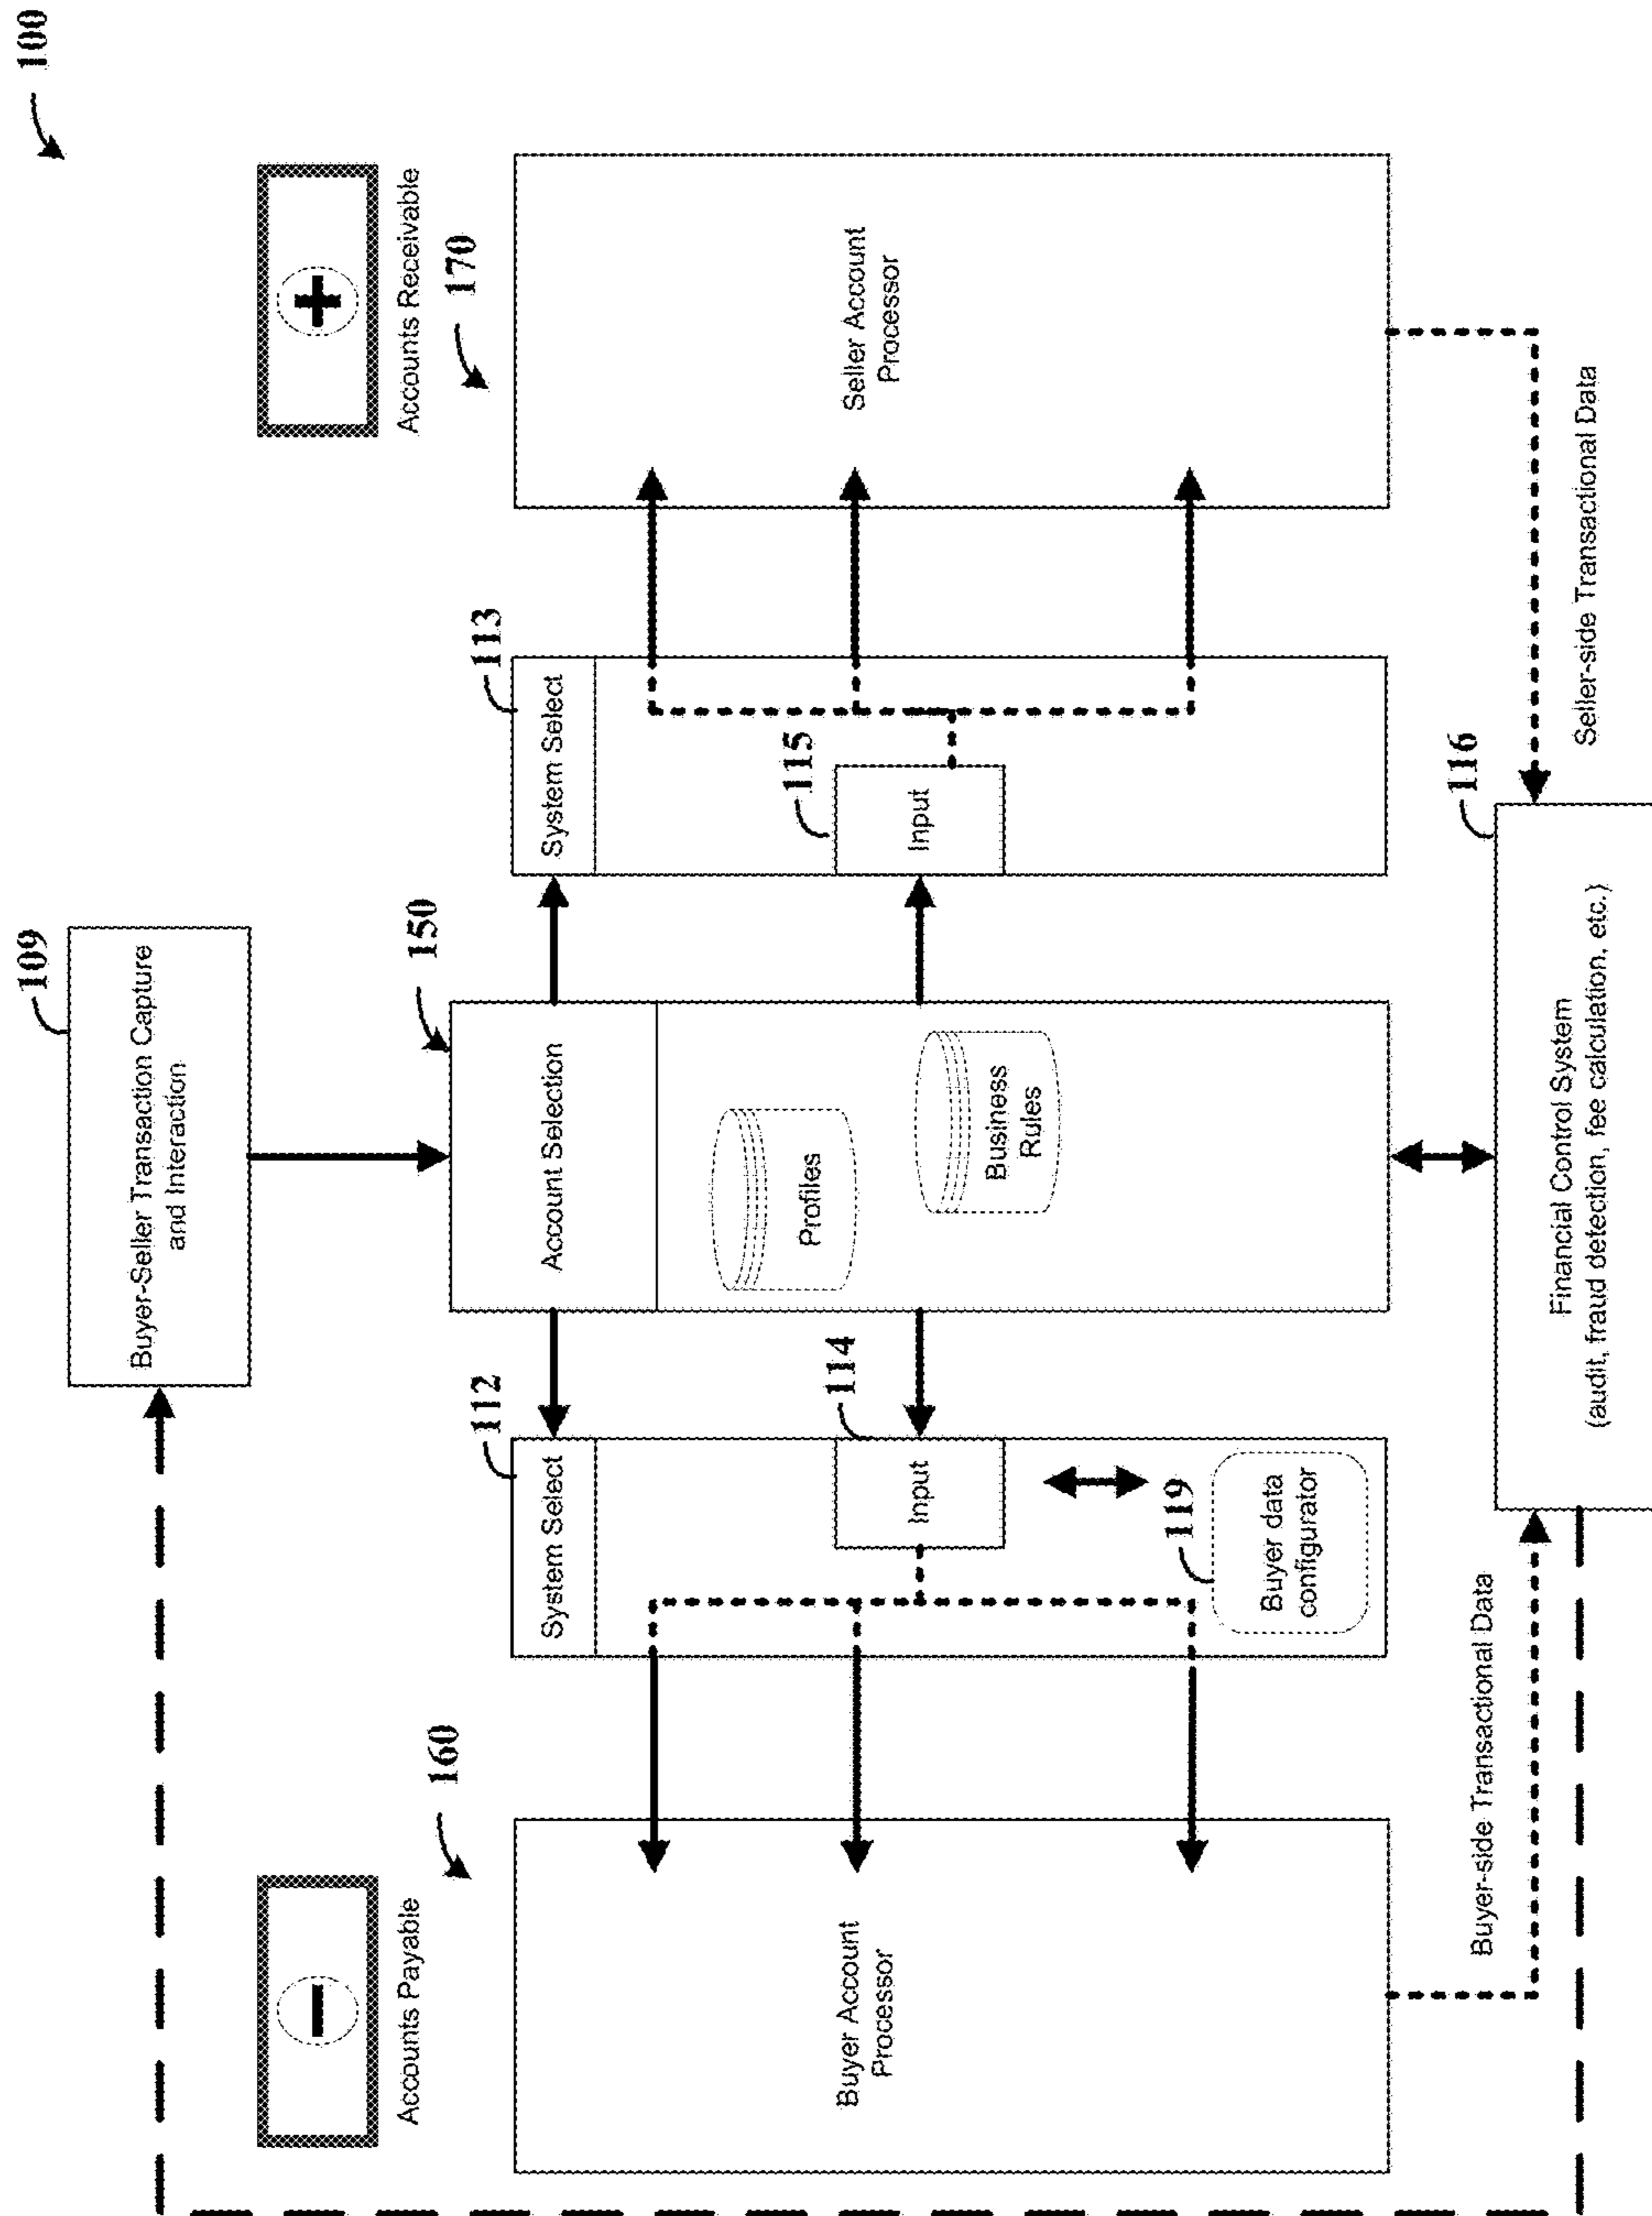 100
109
Buyer-Seller Transaction Capture
and Interaction
Accounts Payable
Accounts Receivable
160
Buyer Account
Processor
112
System Select
114
Input
119
Buyer data
configurator
150
Account Selection
Profiles
Business
Rules
113
System Select
115
Input
170
Seller Account
Processor
Buyer-side Transactional Data
116
Financial Control System
(audit, fraud detection, fee calculation, etc.)
Seller-side Transactional Data